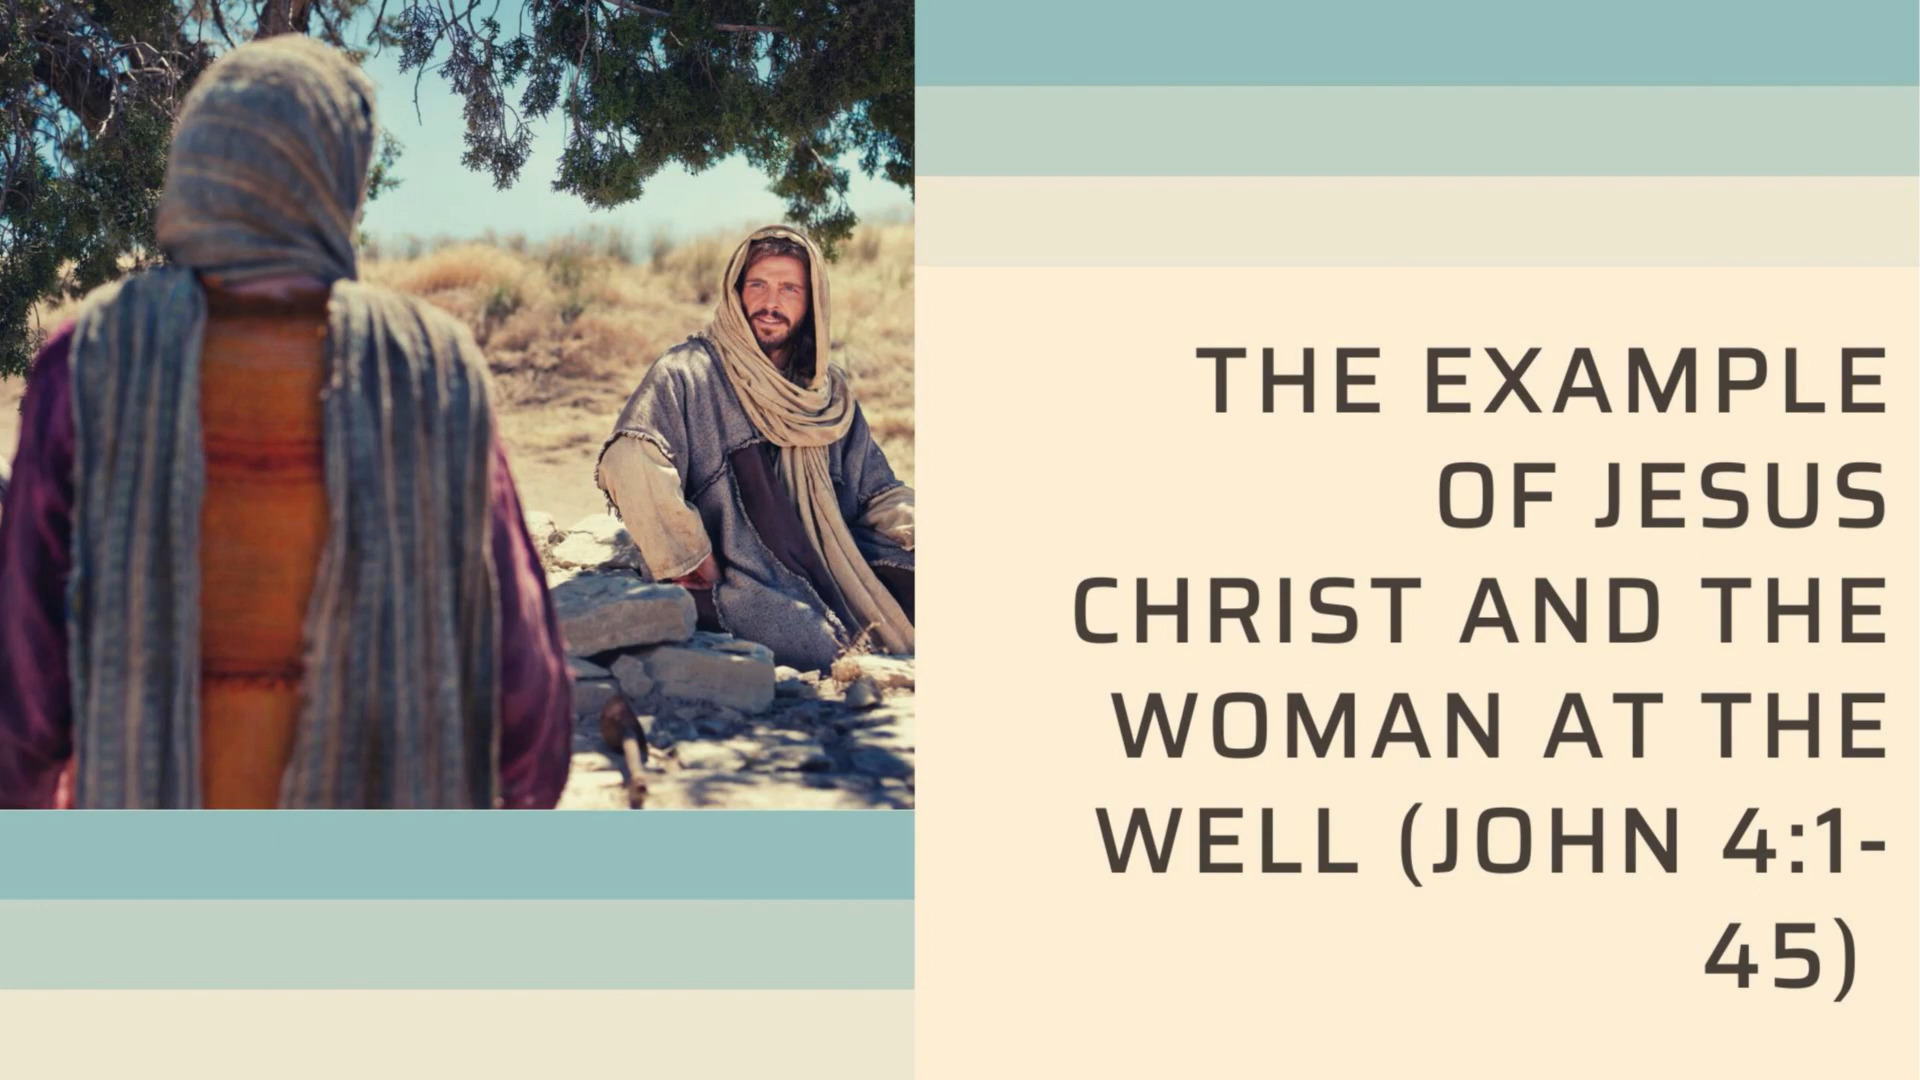 THE EXAMPLE
OF JESUS
CHRIST AND THE
WOMAN AT THE
WELL (JOHN 4:1-
45)